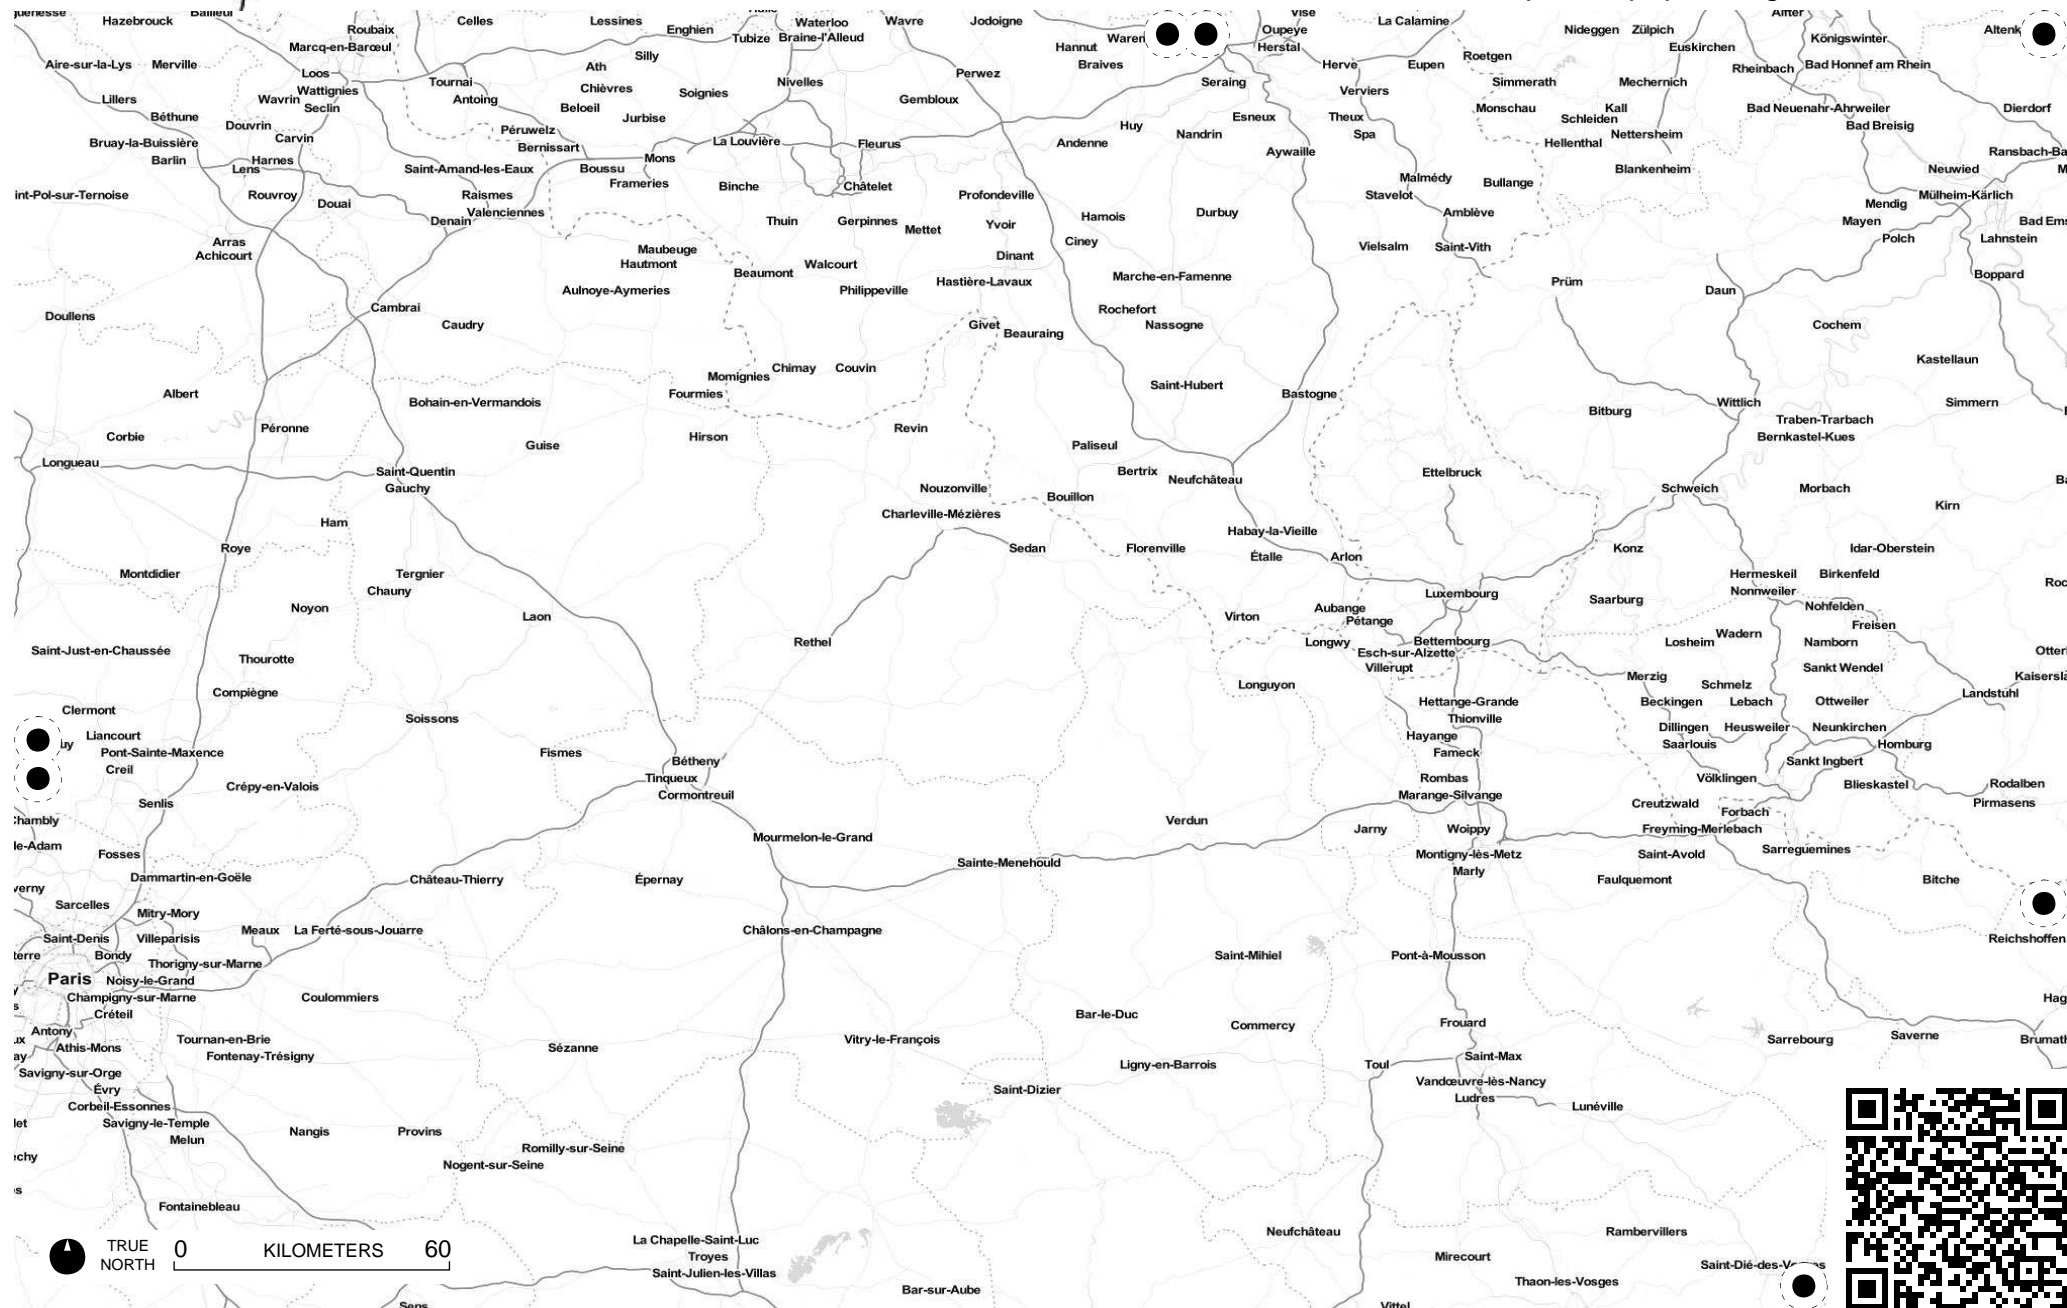 Hazebrouck
Roubaix
Celles
Lessines
Enghien
Waterloo
Wavre
Jodoigne
La Calamine
Oupeye
Nideggen
Zülpich
Königswinter
Marcq-en-Barœul
Tubize
Braine-l'Alleud
Hannut
Herstal
Euskirchen
Aire-sur-la-Lys
Merville
Loos
Silly
Ath
Braives
Herve
Eupen
Roetgen
Rheinbach
Bad Honnef am Rhein
Tournai
Perwez
Nivelles
Seraing
Simmerath
Mechernich
Lillers
Wavrin
Wattignies
Seclin
Antoing
Chièvres
Soignies
Gembloux
Verviers
Béthune
Douvrin
Beloeil
Jurbise
Esneux
Theux
Monschau
Kall
Schleiden
Bad Neuenahr-Ahrweiler
Dierdorf
Bruay-la-Buissière
Carvin
Péruwelz
Bernissart
La Louvière
Fleurus
Andenne
Huy
Nandrin
Spa
Hellenthal
Nettersheim
Bad Breisig
Barlin
Harnes
Lens
Saint-Amand-les-Eaux
Boussu
Mons
Frameries
Binche
Châtelet
Aywaille
Malmédy
Bullange
Blankenheim
Neuwied
Rouvroy
Douai
Raismes
Valenciennes
Denain
Profondeville
Stavelot
Amblève
Mülheim-Kärlich
Mendig
Mayen
Arras
Achicourt
Thuin
Gerpinnes
Mettet
Yvoir
Hamois
Ciney
Durbuy
Vielsalm
Saint-Vith
Polch
Lahnstein
Maubeuge
Hautmont
Beaumont
Walcourt
Dinant
Marche-en-Famenne
Boppard
Aulnoye-Aymeries
Philippeville
Hastière-Lavaux
Prüm
Daun
Doullens
Cambrai
Caudry
Givet
Beauraing
Rochefort
Nassogne
Cochem
Kastellaun
Albert
Bohain-en-Vermandois
Momignies
Chimay
Couvin
Fourmies
Saint-Hubert
Bastogne
Bitburg
Wittlich
Simmern
Traben-Trarbach
Bernkastel-Kues
Corbie
Péronne
Guise
Hirson
Revin
Paliseul
Longueau
Saint-Quentin
Gauchy
Nouzonville
Bouillon
Bertrix
Neufchâteau
Ettelbruck
Schweich
Morbach
Kirn
Ham
Charleville-Mézières
Habay-la-Vieille
Roye
Sedan
Florenville
Étalle
Arlon
Konz
Idar-Oberstein
Montdidier
Tergnier
Chauny
Hermeskeil
Nonnweiler
Birkenfeld
Noyon
Laon
Rethel
Virton
Aubange
Pétange
Luxembourg
Saarburg
Nohfelden
Freisen
Saint-Just-en-Chaussée
Thourotte
Longwy
Bettembourg
Esch-sur-Alzette
Villerupt
Losheim
Wadern
Namborn
Compiègne
Longuyon
Merzig
Schmelz
Sankt Wendel
Clermont
Soissons
Hettange-Grande
Thionville
Beckingen
Lebach
Ottweiler
Landstuhl
Liancourt
Pont-Sainte-Maxence
Creil
Fismes
Bétheny
Tinqueux
Cormontreuil
Hayange
Fameck
Dillingen
Saarlouis
Heusweiler
Neunkirchen
Homburg
Crépy-en-Valois
Senlis
Rombas
Marange-Silvange
Völklingen
Sankt Ingbert
Blieskastel
Rodalben
Pirmasens
Mourmelon-le-Grand
Verdun
Jarny
Woippy
Creutzwald
Forbach
Freyming-Merlebach
Fosses
Sainte-Menehould
Montigny-lès-Metz
Marly
Saint-Avold
Sarreguemines
Dammartin-en-Goële
Château-Thierry
Épernay
Faulquemont
Bitche
Sarcelles
Mitry-Mory
Saint-Denis
Villeparisis
Meaux
La Ferté-sous-Jouarre
Châlons-en-Champagne
Reichshoffen
Bondy
Thorigny-sur-Marne
Saint-Mihiel
Pont-à-Mousson
Paris
Noisy-le-Grand
Champigny-sur-Marne
Créteil
Coulommiers
Antony
Athis-Mons
Tournan-en-Brie
Fontenay-Trésigny
Sézanne
Vitry-le-François
Bar-le-Duc
Commercy
Frouard
Sarrebourg
Saverne
Savigny-sur-Orge
Évry
Ligny-en-Barrois
Toul
Saint-Max
Vandœuvre-lès-Nancy
Ludres
Lunéville
Corbeil-Essonnes
Savigny-le-Temple
Melun
Saint-Dizier
Nangis
Provins
Romilly-sur-Seine
Nogent-sur-Seine
Fontainebleau
La Chapelle-Saint-Luc
Troyes
Saint-Julien-les-Villas
Neufchâteau
Rambervillers
Mirecourt
Thaon-les-Vosges
Bar-sur-Aube
TRUE NORTH
0 KILOMETERS 60